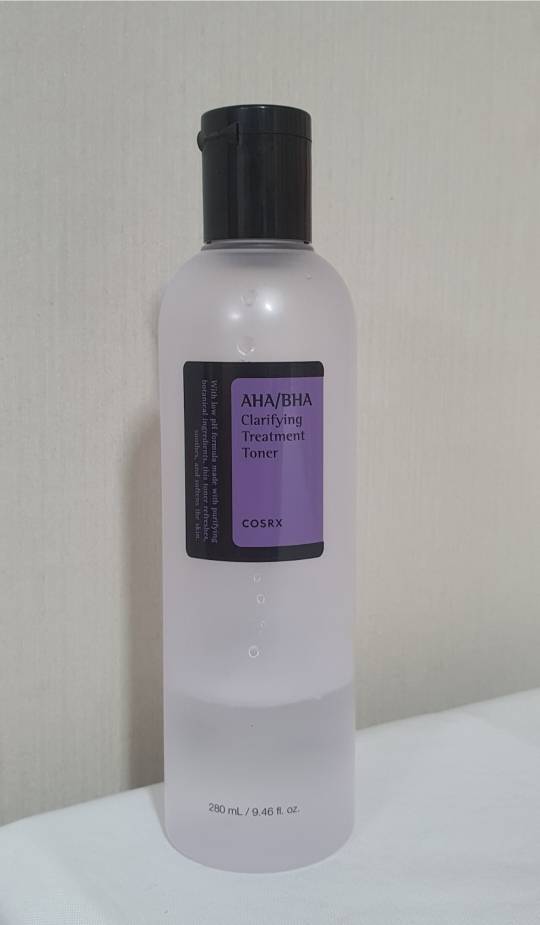 AHA/BHA
Clarifying
Treatment
Toner
COSRX
With low pH formula made with purifying
botanical ingredients, this toner refreshes,
soothes, and softens the skin.
280 mL / 9.46 fl. oz.